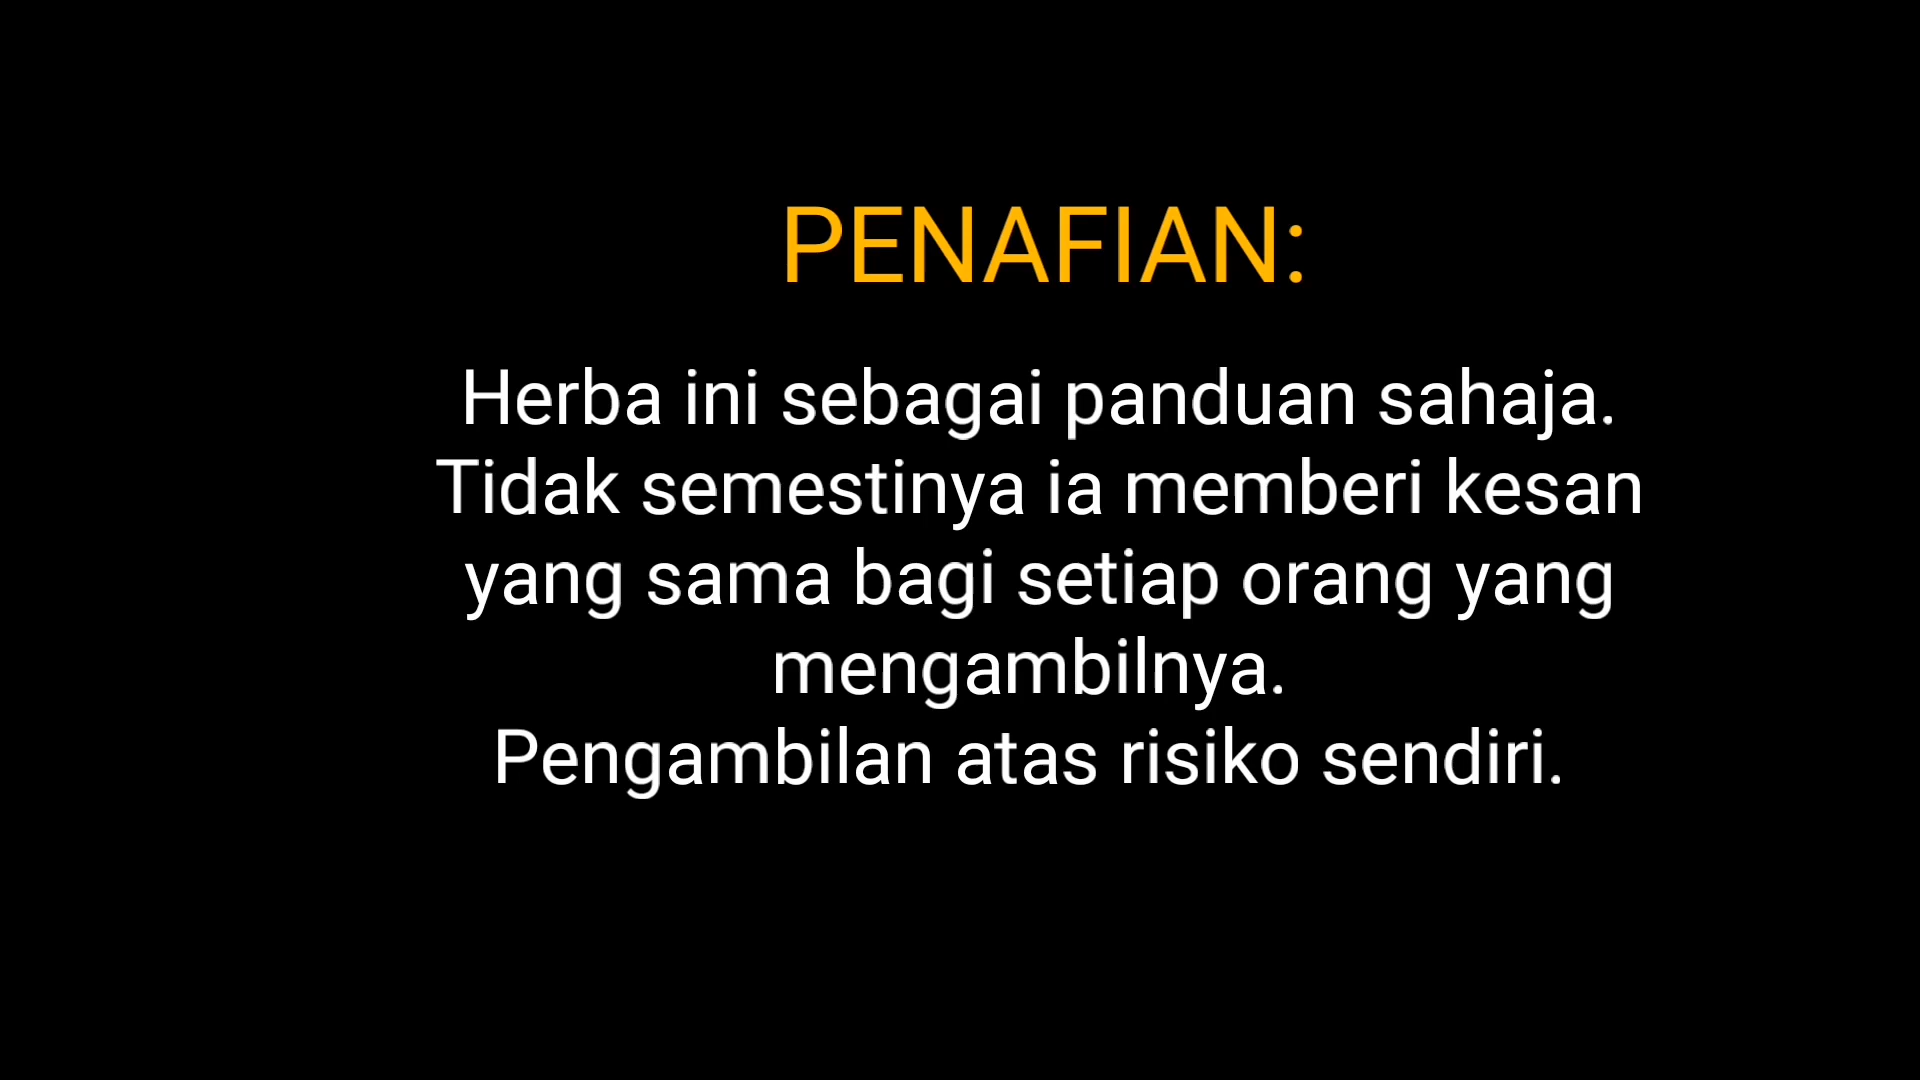 PENAFIAN:
Herba ini sebagai panduan sahaja.
Tidak semestinya ia memberi kesan
yang sama bagi setiap orang yang
mengambilnya.
Pengambilan atas risiko sendiri.